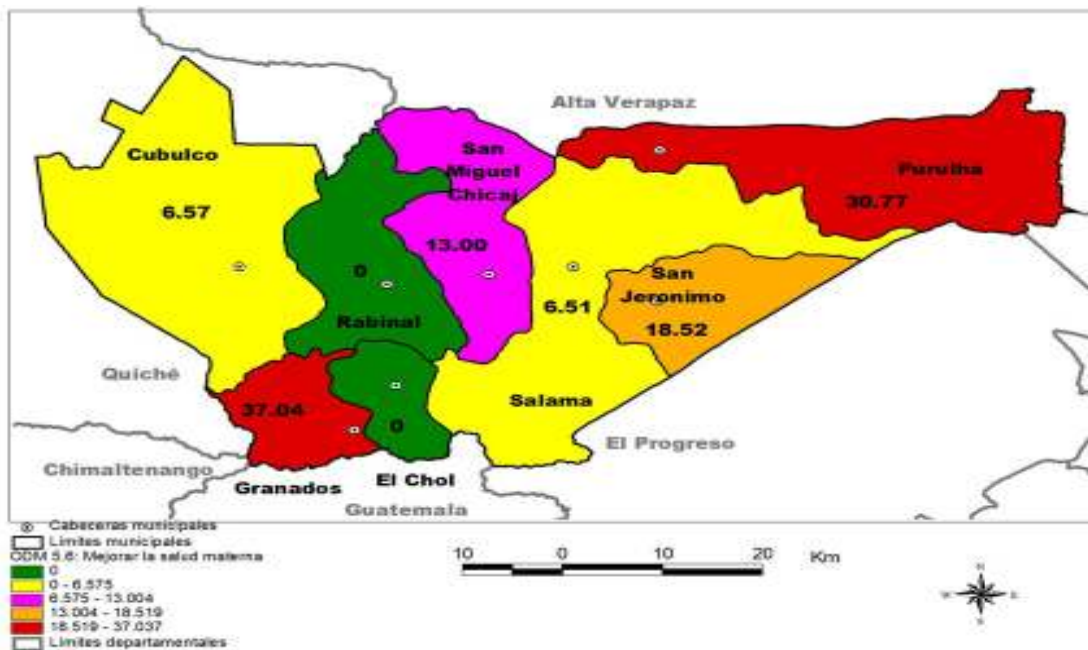 Alta Verapaz
Cubulco
San
Miguel
Chicaj
Purulha
6.57
30.77
13.00
0
San
Jeronimo
6.51
Rabinal
18.52
Quiché
Salama
37.04
0
El Progreso
Chimaltenango
El Chol
Granados
Guatemala
Cabeceras municipales
Limites municipales
ODM 5.6: Mejorar la salud materna
0
0 - 6.575
6.575 - 13.004
13.004 - 18.519
18.519 - 37.037
Limites departamentales
10 0 10 20 Km
N
W E
S